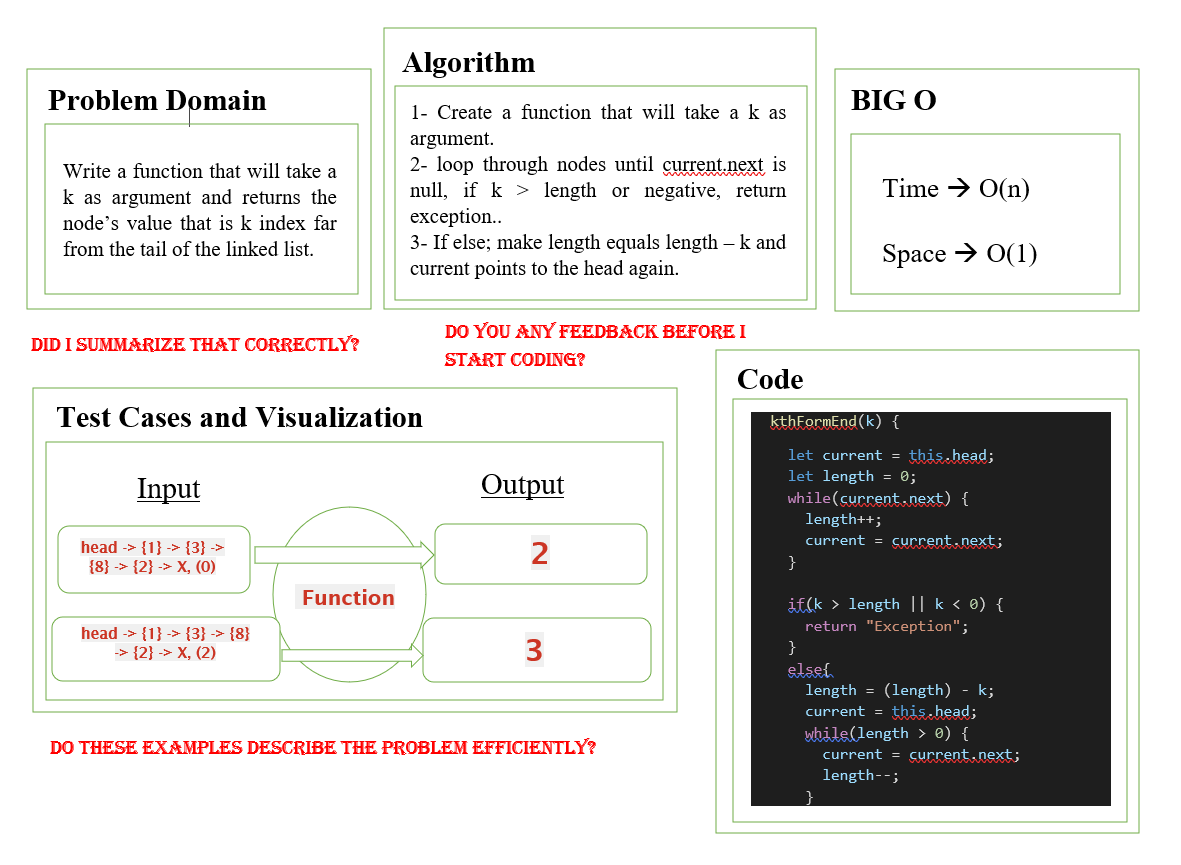 Problem Domain
Write a function that will take a
k as argument and returns the
node’s value that is k index far
from the tail of the linked list.
DID I SUMMARIZE THAT CORRECTLY?
Algorithm
1- Create a function that will take a k as
argument.
2- loop through nodes until current.next is
null, if k > length or negative, return
exception..
3- If else; make length equals length – k and
current points to the head again.
DO YOU ANY FEEDBACK BEFORE I
START CODING?
BIG O
Time → O(n)
Space → O(1)
Test Cases and Visualization
Input
Output
head -> {1} -> {3} ->
{8} -> {2} -> X, (0)
2
Function
head -> {1} -> {3} -> {8}
-> {2} -> X, (2)
3
DO THESE EXAMPLES DESCRIBE THE PROBLEM EFFICIENTLY?
Code
kthFormEnd(k) {
let current = this.head;
let length = 0;
while(current.next) {
length++;
current = current.next;
}
if(k > length || k < 0) {
return "Exception";
}
else{
length = (length) - k;
current = this.head;
while(length > 0) {
current = current.next;
length--;
}